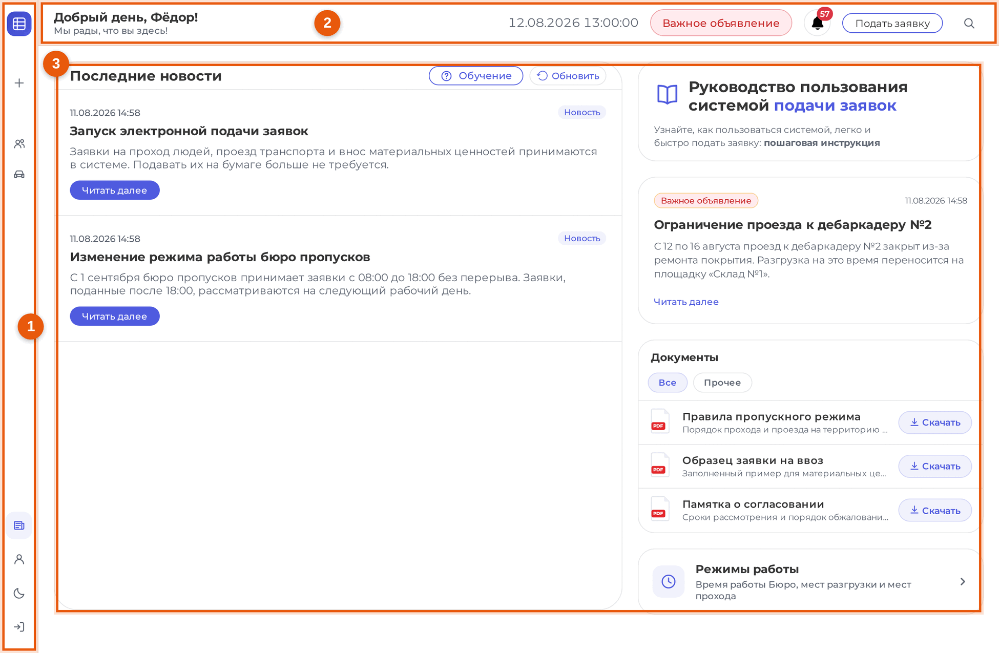 Добрый день, Фёдор!
Мы рады, что вы здесь!
2
12.08.2026 13:00:00
Важное объявление
57
Подать заявку
3
Последние новости
Обучение
Обновить
11.08.2026 14:58
Новость
Запуск электронной подачи заявок
Заявки на проход людей, проезд транспорта и внос материальных ценностей принимаются
в системе. Подавать их на бумаге больше не требуется.
Читать далее
11.08.2026 14:58
Новость
Изменение режима работы бюро пропусков
С 1 сентября бюро пропусков принимает заявки с 08:00 до 18:00 без перерыва. Заявки,
поданные после 18:00, рассматриваются на следующий рабочий день.
Читать далее
1
Руководство пользования
системой подачи заявок
Узнайте, как пользоваться системой, легко и
быстро подать заявку: пошаговая инструкция
Важное объявление
11.08.2026 14:58
Ограничение проезда к дебаркадеру №2
С 12 по 16 августа проезд к дебаркадеру №2 закрыт из-за
ремонта покрытия. Разгрузка на это время переносится на
площадку «Склад №1».
Читать далее
Документы
Все
Прочее
PDF
Правила пропускного режима
Порядок прохода и проезда на территорию ...
Скачать
PDF
Образец заявки на ввоз
Заполненный пример для материальных це...
Скачать
PDF
Памятка о согласовании
Сроки рассмотрения и порядок обжаловани...
Скачать
Режимы работы
Время работы Бюро, мест разгрузки и мест
прохода